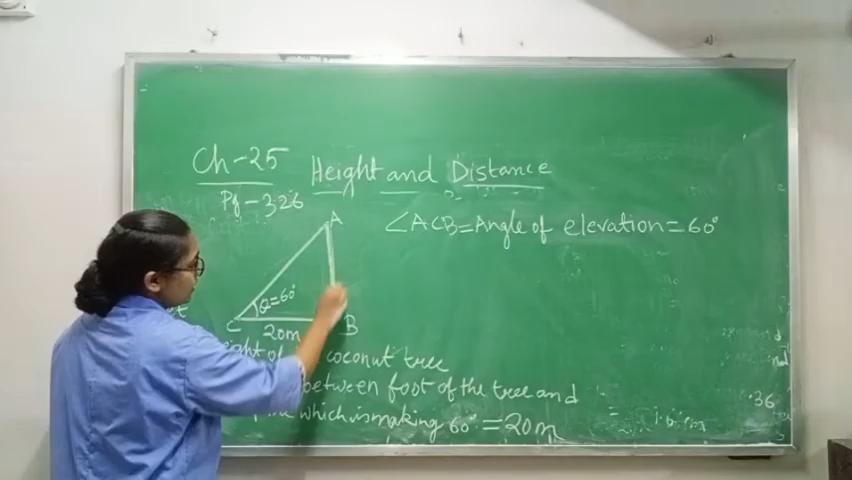 Ch-25 Height and Distance
Pg-326
A
∠ACB=Angle of elevation=60°
=60°
C
B
20m
coconut tree
between foot of the tree and
which is making 60° = 20m